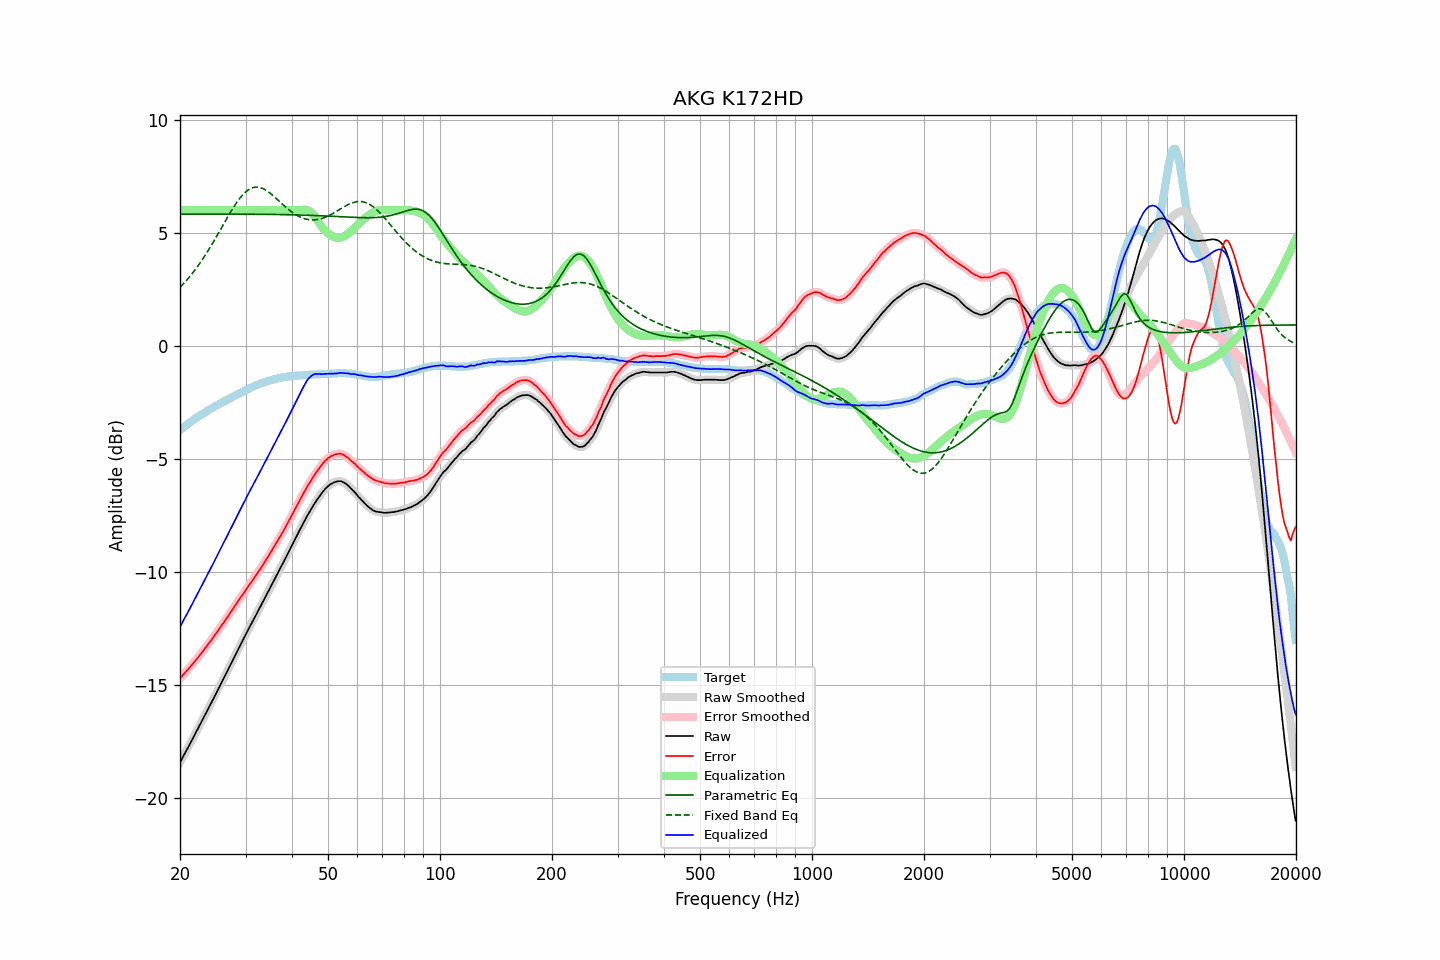 AKG K172HD
10
5
0
−5
−10
−15
−20
Amplitude (dBr)
Target
Raw Smoothed
Error Smoothed
Raw
Error
Equalization
Parametric Eq
Fixed Band Eq
Equalized
20 50 100 200 500 1000 2000 5000 10000 20000
Frequency (Hz)